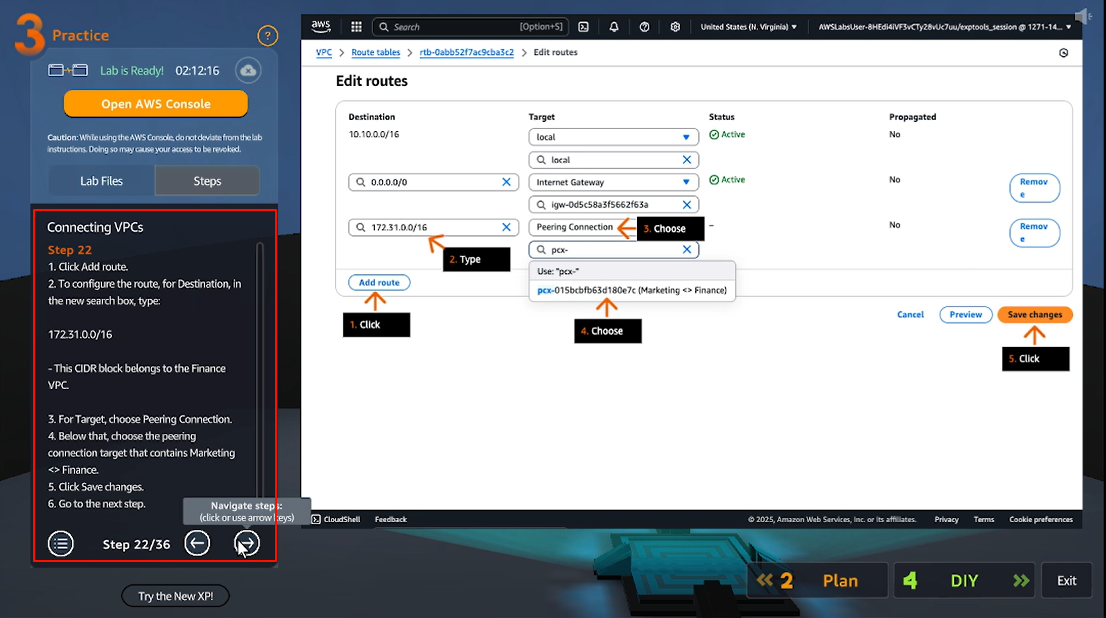 3 Practice
?
Lab is Ready! 02:12:16
Open AWS Console
Caution: While using the AWS Console, do not deviate from the lab
instructions. Doing so may cause your access to be revoked.
Lab Files Steps
Connecting VPCs
Step 22
1. Click Add route.
2. To configure the route, for Destination, in
the new search box, type:
172.31.0.0/16
- This CIDR block belongs to the Finance
VPC.
3. For Target, choose Peering Connection.
4. Below that, choose the peering
connection target that contains Marketing
<> Finance.
5. Click Save changes.
6. Go to the next step.
Navigate steps:
(click or use arrow keys)
Step 22/36
Try the New XP!
aws Search [Option+S] United States (N. Virginia) AWSLabsUser-8HEdi4iVF3vCTy28vUc7uu/exptools_session @ 1271-14...
VPC > Route tables > rtb-0abb52f7ac9cba3c2 > Edit routes
Edit routes
Destination Target Status Propagated
10.10.0.0/16 local Active No
local
0.0.0.0/0 Internet Gateway Active No Remov
e
igw-0d5c58a3f5662f63a
172.31.0.0/16 Peering Connection 3. Choose – No Remov
e
2. Type pcx-
Use: "pcx-"
Add route pcx-015bcbfb63d180e7c (Marketing <> Finance)
1. Click 4. Choose
Cancel Preview Save changes
5. Click
CloudShell Feedback © 2025, Amazon Web Services, Inc. or its affiliates. Privacy Terms Cookie preferences
« 2 Plan 4 DIY » Exit